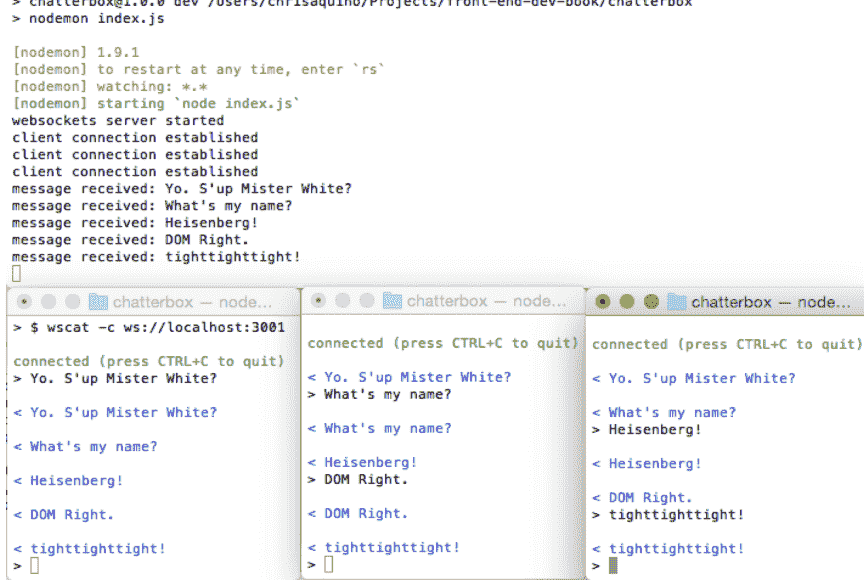 > chatterbox@1.0.0 dev /Users/chrisaquino/Projects/front-end-dev-book/chatterbox
> nodemon index.js
[nodemon] 1.9.1
[nodemon] to restart at any time, enter `rs`
[nodemon] watching: *.*
[nodemon] starting `node index.js`
websockets server started
client connection established
client connection established
client connection established
message received: Yo. S'up Mister White?
message received: What's my name?
message received: Heisenberg!
message received: DOM Right.
message received: tighttighttight!
chatterbox — node...
> $ wscat -c ws://localhost:3001
connected (press CTRL+C to quit)
> Yo. S'up Mister White?
< Yo. S'up Mister White?
< What's my name?
< Heisenberg!
< DOM Right.
< tighttighttight!
>
chatterbox — node...
connected (press CTRL+C to quit)
< Yo. S'up Mister White?
> What's my name?
< What's my name?
< Heisenberg!
> DOM Right.
< DOM Right.
< tighttighttight!
>
chatterbox — node...
connected (press CTRL+C to quit)
< Yo. S'up Mister White?
< What's my name?
> Heisenberg!
< Heisenberg!
< DOM Right.
> tighttighttight!
< tighttighttight!
>